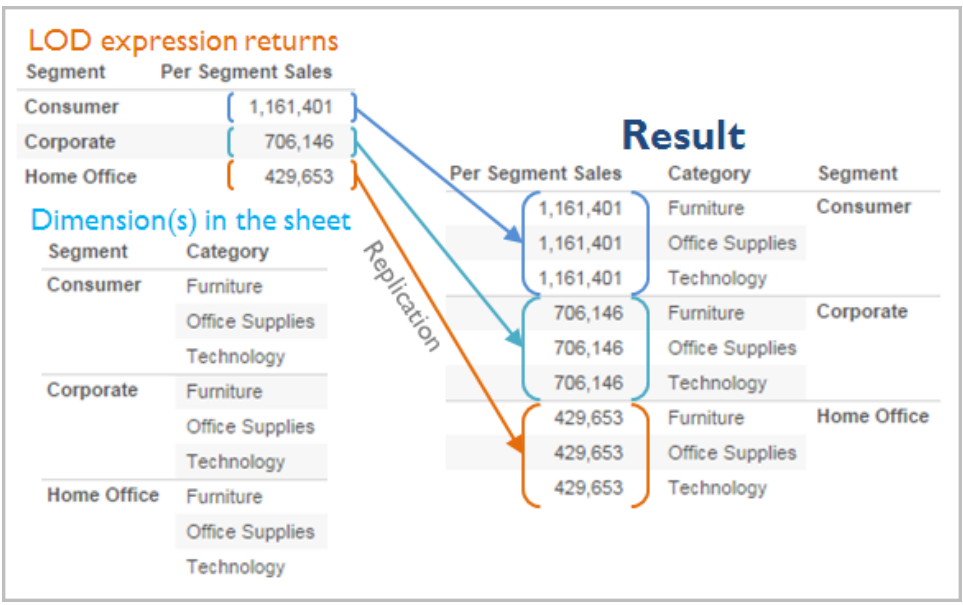 LOD expression returns
Segment Per Segment Sales
Consumer 1,161,401
Corporate 706,146
Home Office 429,653
Dimension(s) in the sheet
Segment Category
Consumer Furniture
Office Supplies
Technology
Corporate Furniture
Office Supplies
Technology
Home Office Furniture
Office Supplies
Technology
Replication
Result
Per Segment Sales Category Segment
1,161,401 Furniture Consumer
1,161,401 Office Supplies
1,161,401 Technology
706,146 Furniture Corporate
706,146 Office Supplies
706,146 Technology
429,653 Furniture Home Office
429,653 Office Supplies
429,653 Technology